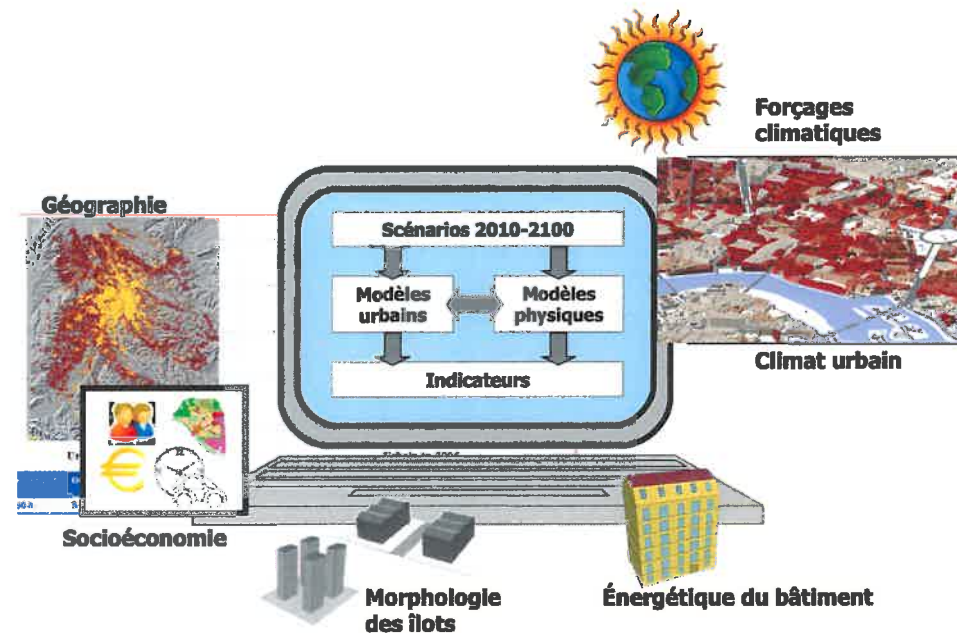 Forçages
climatiques
Géographie
Scénarios 2010-2100
Modèles
urbains
Modèles
physiques
Indicateurs
Climat urbain
Socioéconomie
Morphologie
des îlots
Énergétique du bâtiment